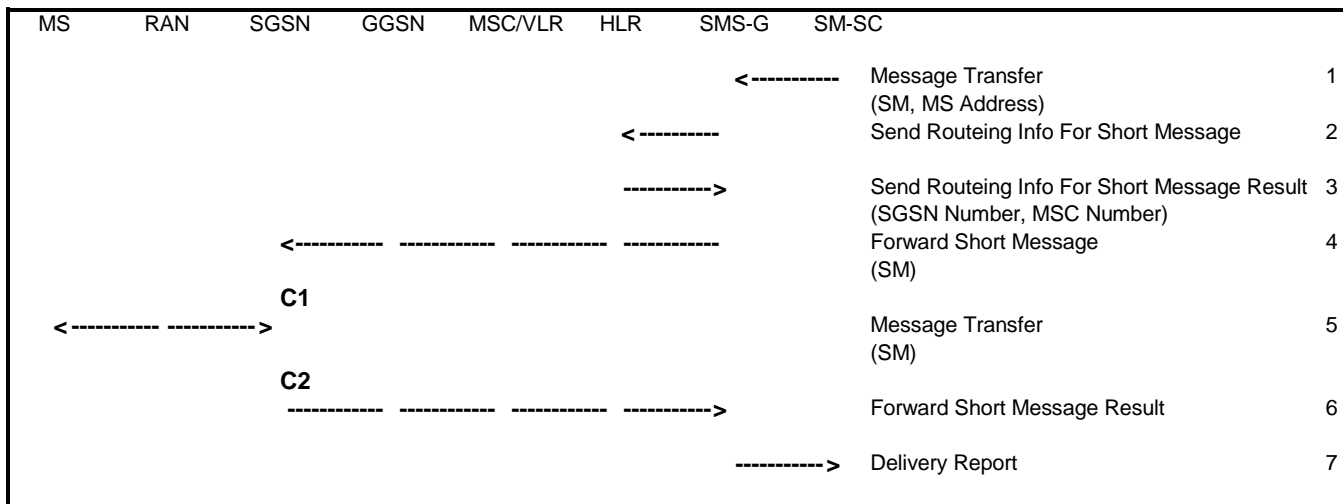 MS RAN SGSN GGSN MSC/VLR HLR SMS-G SM-SC
Message Transfer 1
(SM, MS Address)
Send Routeing Info For Short Message 2
Send Routeing Info For Short Message Result 3
(SGSN Number, MSC Number)
Forward Short Message 4
(SM)
C1
Message Transfer 5
(SM)
C2
Forward Short Message Result 6
Delivery Report 7